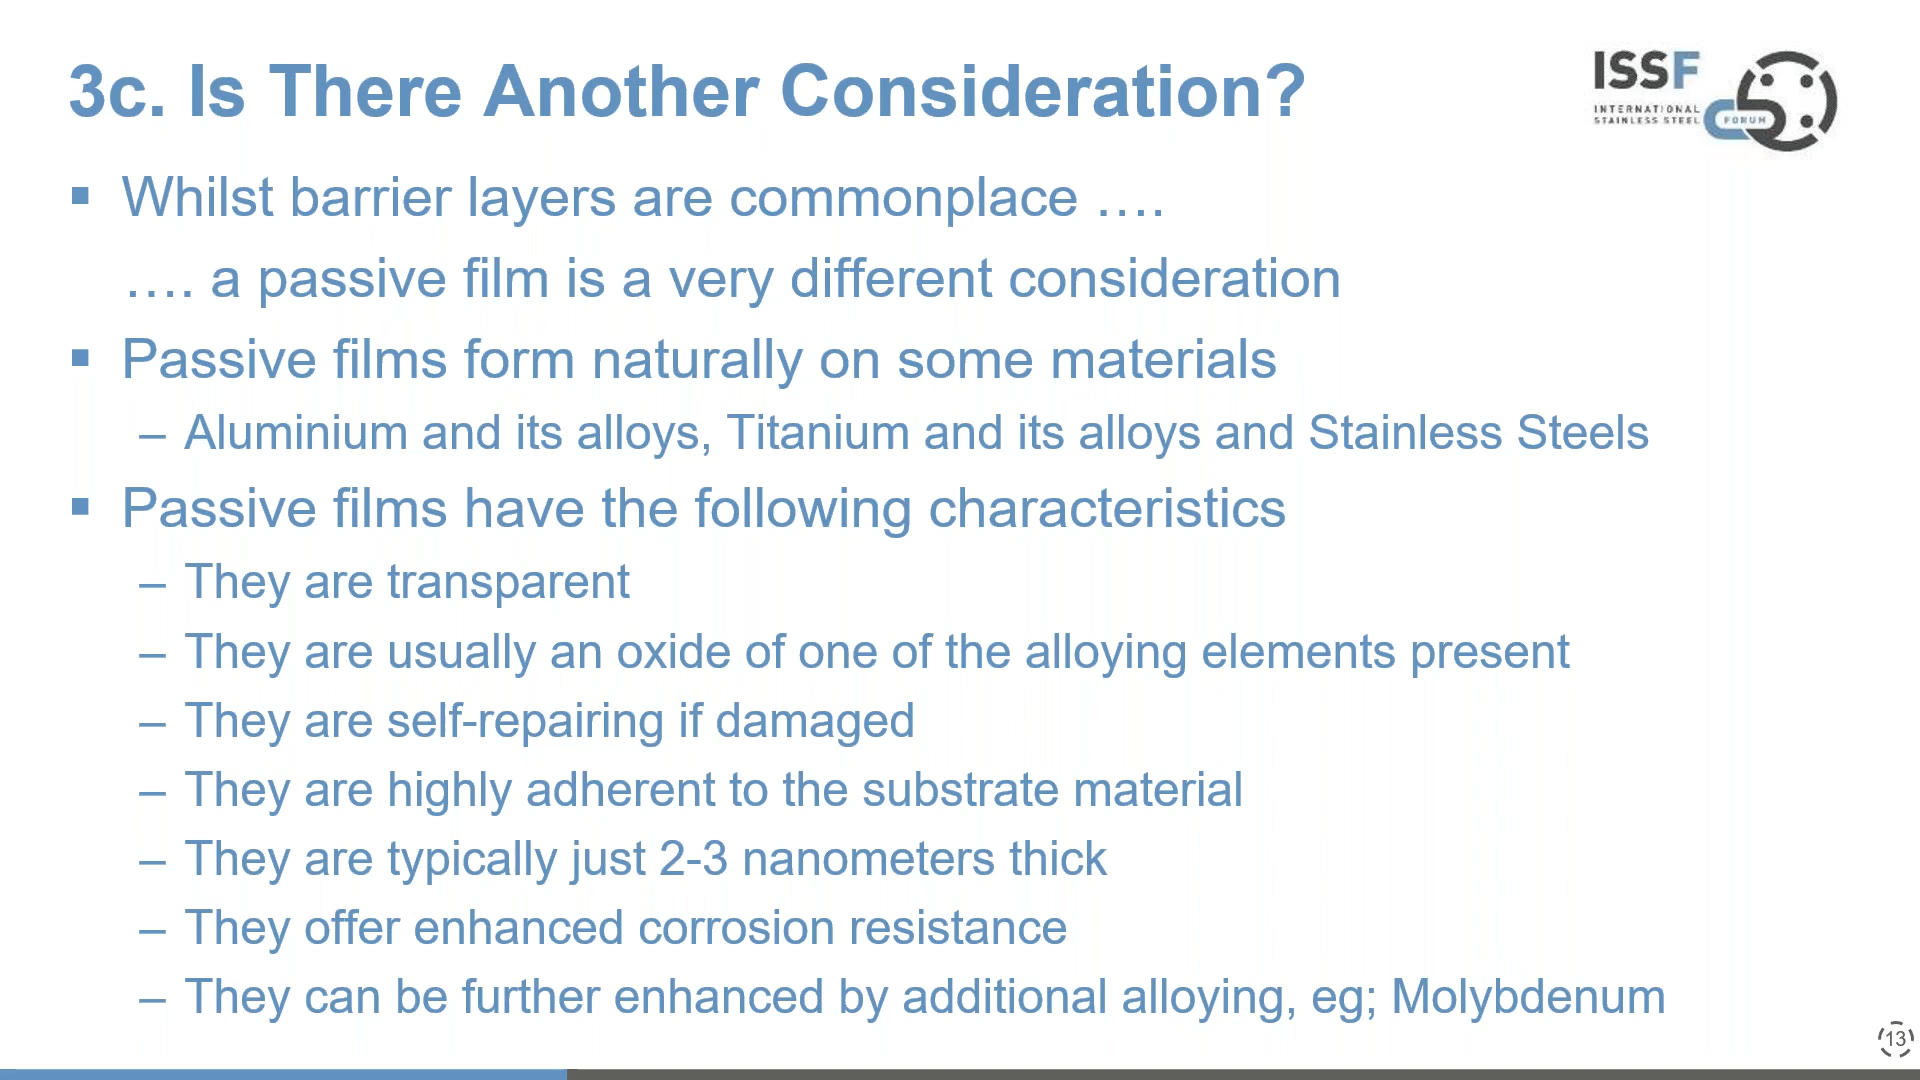 3c. Is There Another Consideration?
ISSF
INTERNATIONAL
STAINLESS STEEL
FORUM
▪ Whilst barrier layers are commonplace ….
…. a passive film is a very different consideration
▪ Passive films form naturally on some materials
– Aluminium and its alloys, Titanium and its alloys and Stainless Steels
▪ Passive films have the following characteristics
– They are transparent
– They are usually an oxide of one of the alloying elements present
– They are self-repairing if damaged
– They are highly adherent to the substrate material
– They are typically just 2-3 nanometers thick
– They offer enhanced corrosion resistance
– They can be further enhanced by additional alloying, eg; Molybdenum
13